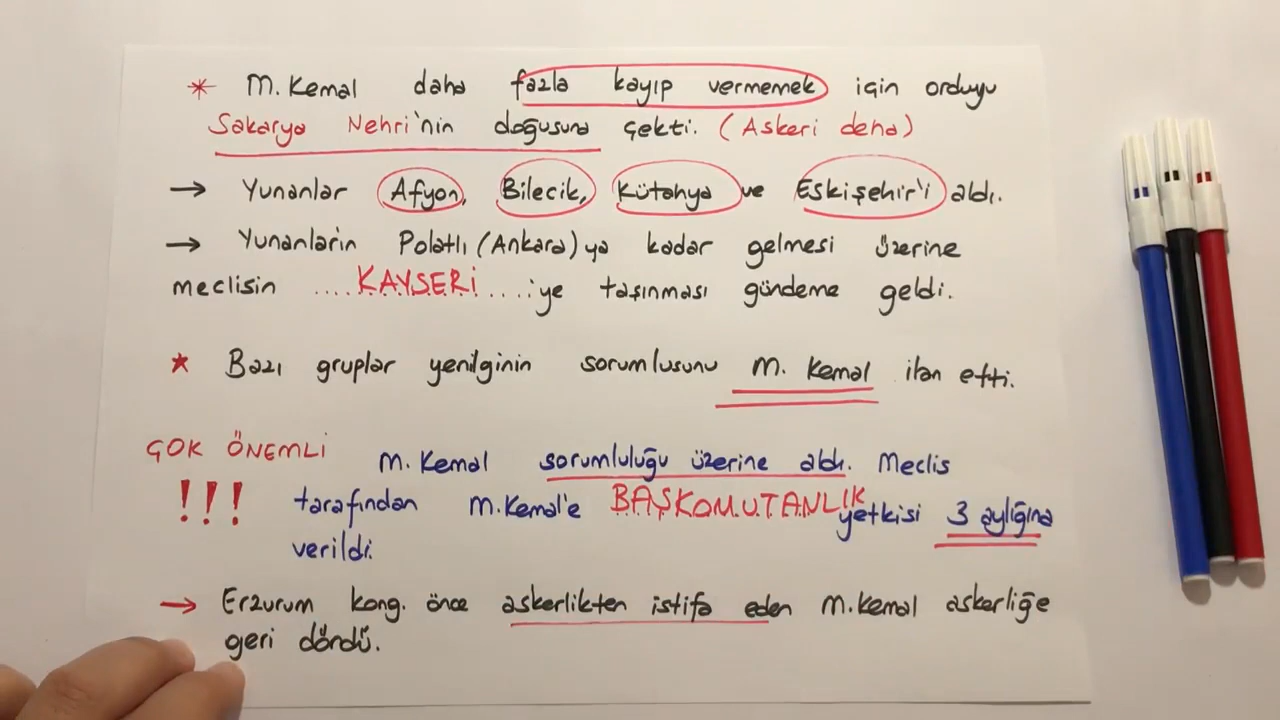 * M. Kemal daha fazla kayıp vermemek için orduyu
Sakarya Nehri'nin doğusuna çekti. (Askeri deha)
→ Yunanlar Afyon, Bilecik, Kütahya ve Eskişehir'i aldı.
→ Yunanların Polatlı (Ankara)ya kadar gelmesi üzerine
meclisin ....KAYSERİ....'ye taşınması gündeme geldi.
* Bazı gruplar yenilginin sorumlusunu M. Kemal ilan etti.
ÇOK ÖNEMLİ
!!!
M. Kemal sorumluluğu üzerine aldı. Meclis
tarafından M.Kemal'e BAŞKOMUTANLIK yetkisi 3 aylığına
verildi.
→ Erzurum kong. önce askerlikten istifa eden M.Kemal askerliğe
geri döndü.